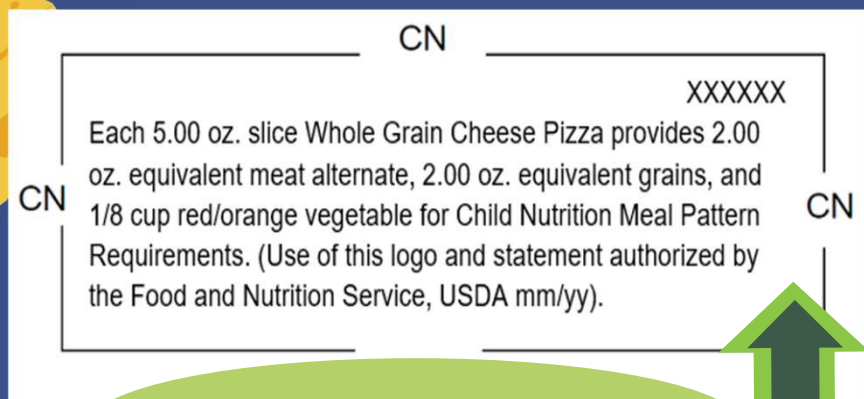 CN
XXXXXX
Each 5.00 oz. slice Whole Grain Cheese Pizza provides 2.00
oz. equivalent meat alternate, 2.00 oz. equivalent grains, and
CN
CN
1/8 cup red/orange vegetable for Child Nutrition Meal Pattern
Requirements. (Use of this logo and statement authorized by
the Food and Nutrition Service, USDA mm/yy).